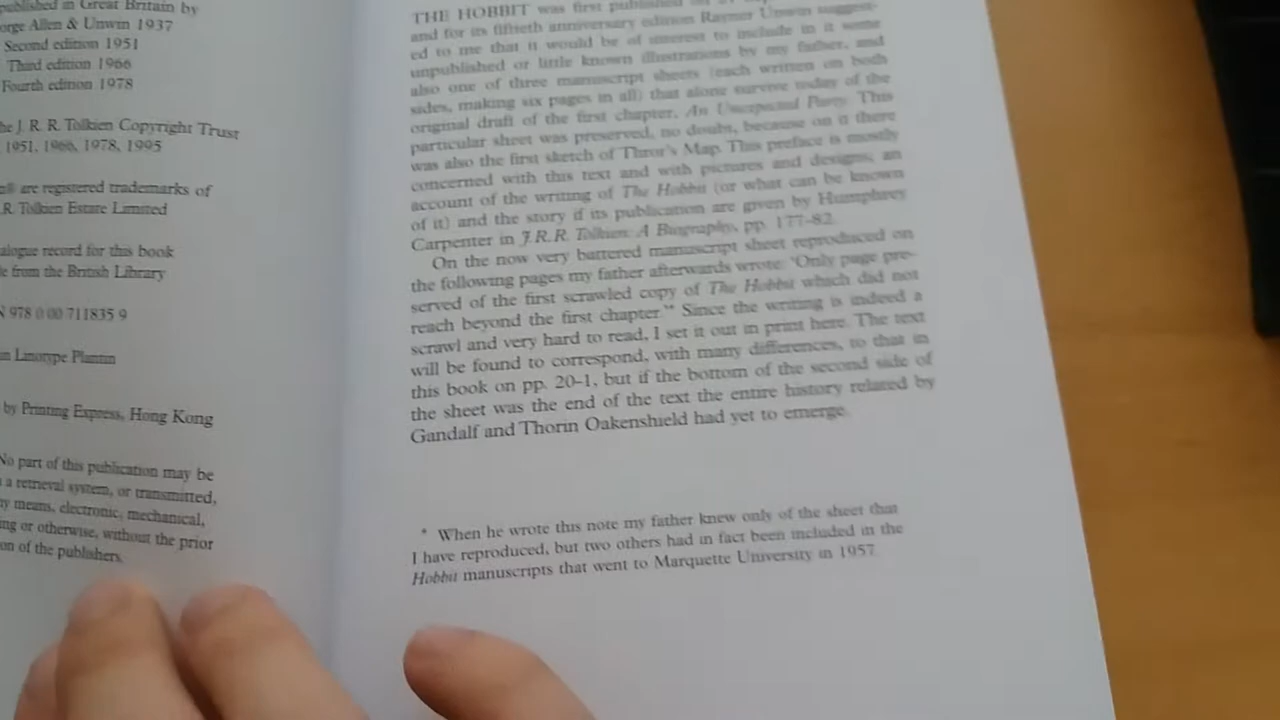 published in Great Britain by
orge Allen & Unwin 1937
Second edition 1951
Third edition 1966
Fourth edition 1978
he J. R. R. Tolkien Copyright Trust
1951, 1966, 1978, 1995
n® are registered trademarks of
.R. Tolkien Estate Limited
alogue record for this book
le from the British Library
N 978 0 00 711835 9
in Linotype Plantin
by Printing Express, Hong Kong
No part of this publication may be
a retrieval system, or transmitted,
ny means, electronic, mechanical,
ing or otherwise, without the prior
on of the publishers.
THE HOBBIT was first published on
and for its fiftieth anniversary edition Rayner Unwin suggest-
ed to me that it would be of interest to include in it some
unpublished or little known illustrations by my father, and
also one of three manuscript sheets (each written on both
sides, making six pages in all) that alone survive today of the
original draft of the first chapter, An Unexpected Party. This
particular sheet was preserved, no doubt, because on it there
was also the first sketch of Thror's Map. This preface is mostly
concerned with this text and with pictures and designs; an
account of the writing of The Hobbit (or what can be known
of it) and the story if its publication are given by Humphrey
Carpenter in J.R.R. Tolkien: A Biography, pp. 177-82.
On the now very battered manuscript sheet reproduced on
the following pages my father afterwards wrote: 'Only page pre-
served of the first scrawled copy of The Hobbit which did not
reach beyond the first chapter.'* Since the writing is indeed a
scrawl and very hard to read, I set it out in print here. The text
will be found to correspond, with many differences, to that in
this book on pp. 20-1, but if the bottom of the second side of
the sheet was the end of the text the entire history related by
Gandalf and Thorin Oakenshield had yet to emerge.
* When he wrote this note my father knew only of the sheet that
I have reproduced, but two others had in fact been included in the
Hobbit manuscripts that went to Marquette University in 1957.